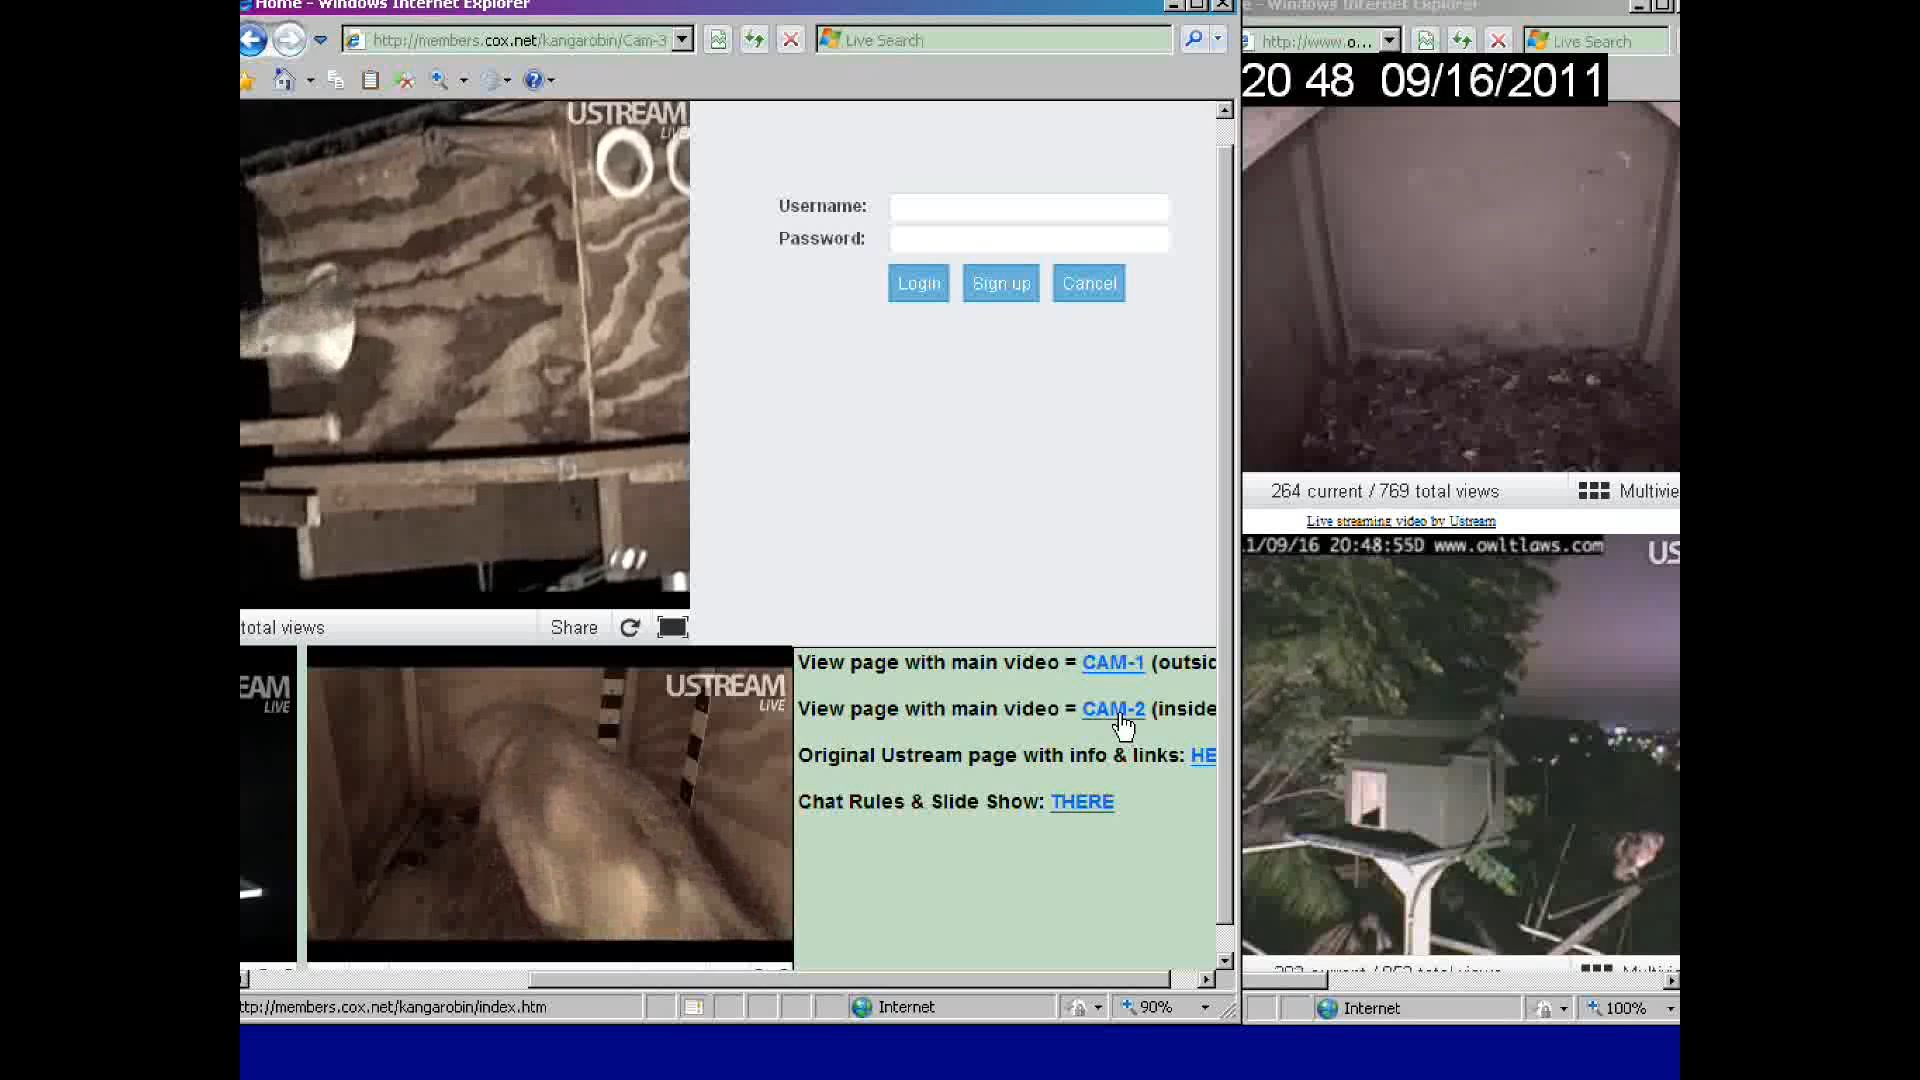 Home - Windows Internet Explorer
http://members.cox.net/kangarobin/Cam-3
Live Search
USTREAM
LIVE
Username:
Password:
Login
Sign up
Cancel
total views
Share
EAM
LIVE
USTREAM
LIVE
View page with main video = CAM-1 (outsid
View page with main video = CAM-2 (inside
Original Ustream page with info & links: HE
Chat Rules & Slide Show: THERE
ttp://members.cox.net/kangarobin/index.htm
Internet
90%
e - Windows Internet Explorer
http://www.o...
Live Search
20 48 09/16/2011
264 current / 769 total views
Multivie
Live streaming video by Ustream
1/09/16 20:48:55D www.owltlaws.com
US
Internet
100%